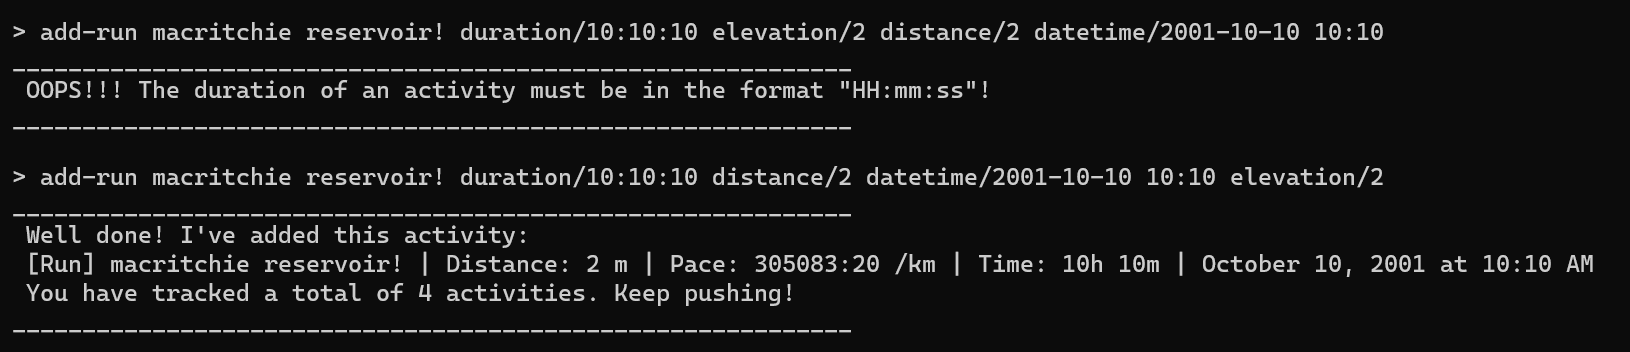 > add-run macritchie reservoir! duration/10:10:10 elevation/2 distance/2 datetime/2001-10-10 10:10
____________________________________________________________
OOPS!!! The duration of an activity must be in the format "HH:mm:ss"!
____________________________________________________________
> add-run macritchie reservoir! duration/10:10:10 distance/2 datetime/2001-10-10 10:10 elevation/2
____________________________________________________________
Well done! I've added this activity:
[Run] macritchie reservoir! | Distance: 2 m | Pace: 305083:20 /km | Time: 10h 10m | October 10, 2001 at 10:10 AM
You have tracked a total of 4 activities. Keep pushing!
____________________________________________________________